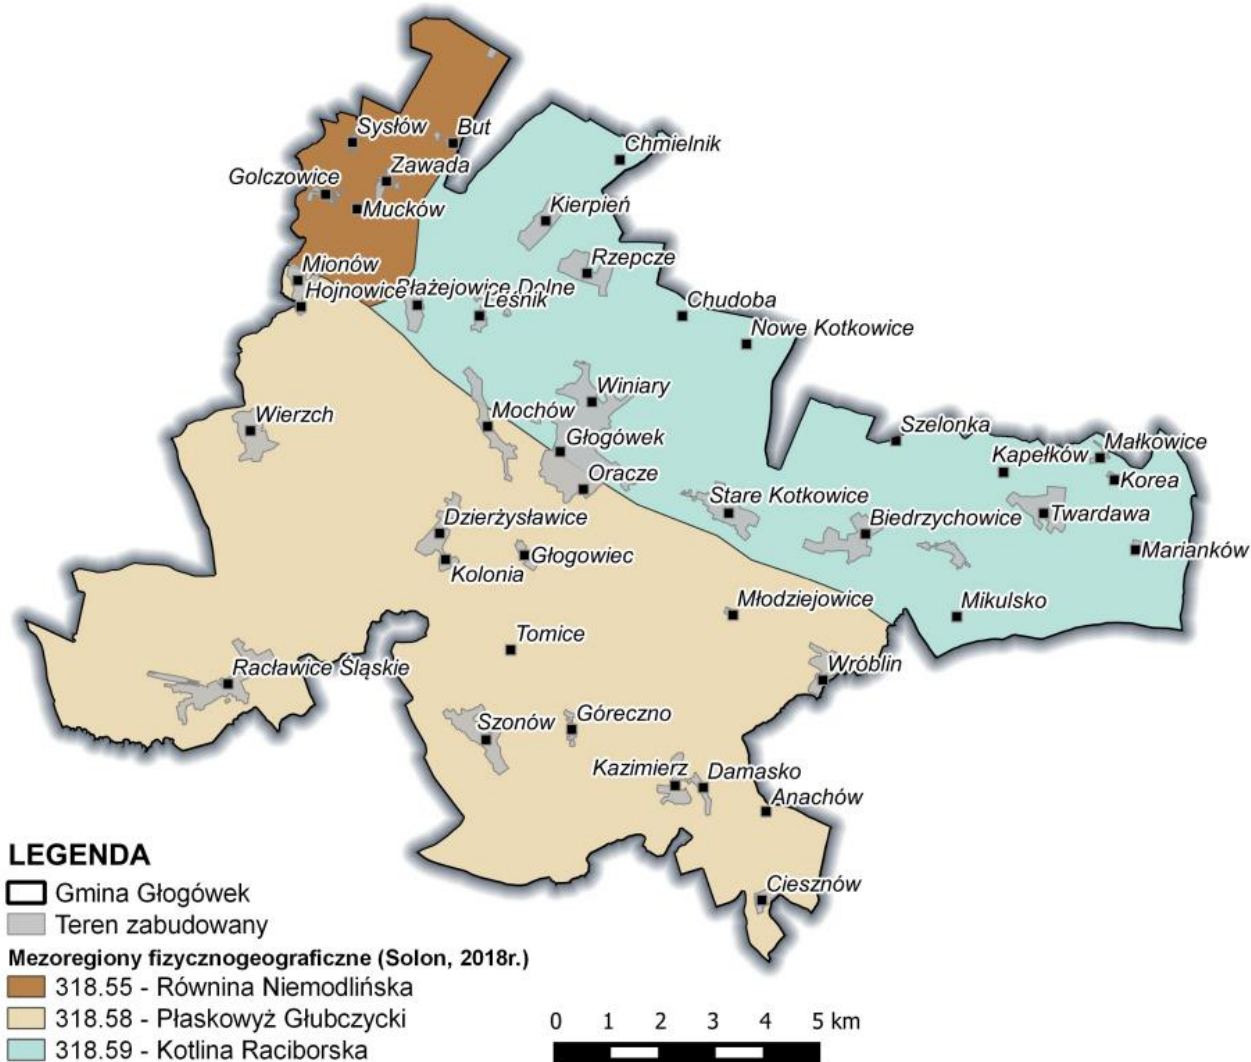 Sysłów
But
Chmielnik
Zawada
Golczowice
Mucków
Kierpień
Mionów
Rzepcze
Hojnowice
Płażejowice Dolne
Leśnik
Chudoba
Nowe Kotkowice
Winiary
Wierzch
Mochów
Szelonka
Głogówek
Małkowice
Kapełków
Oracze
Korea
Stare Kotkowice
Dzierżysławice
Biedrzychowice
Twardawa
Głogowiec
Marianków
Kolonia
Młodziejowice
Mikulsko
Tomice
Racławice Śląskie
Wróblin
Szonów
Góreczno
Kazimierz
Damasko
Anachów
Ciesznów
LEGENDA
Gmina Głogówek
Teren zabudowany
Mezoregiony fizycznogeograficzne (Solon, 2018r.)
318.55 - Równina Niemodlińska
318.58 - Płaskowyż Głubczycki
318.59 - Kotlina Raciborska
0 1 2 3 4 5 km